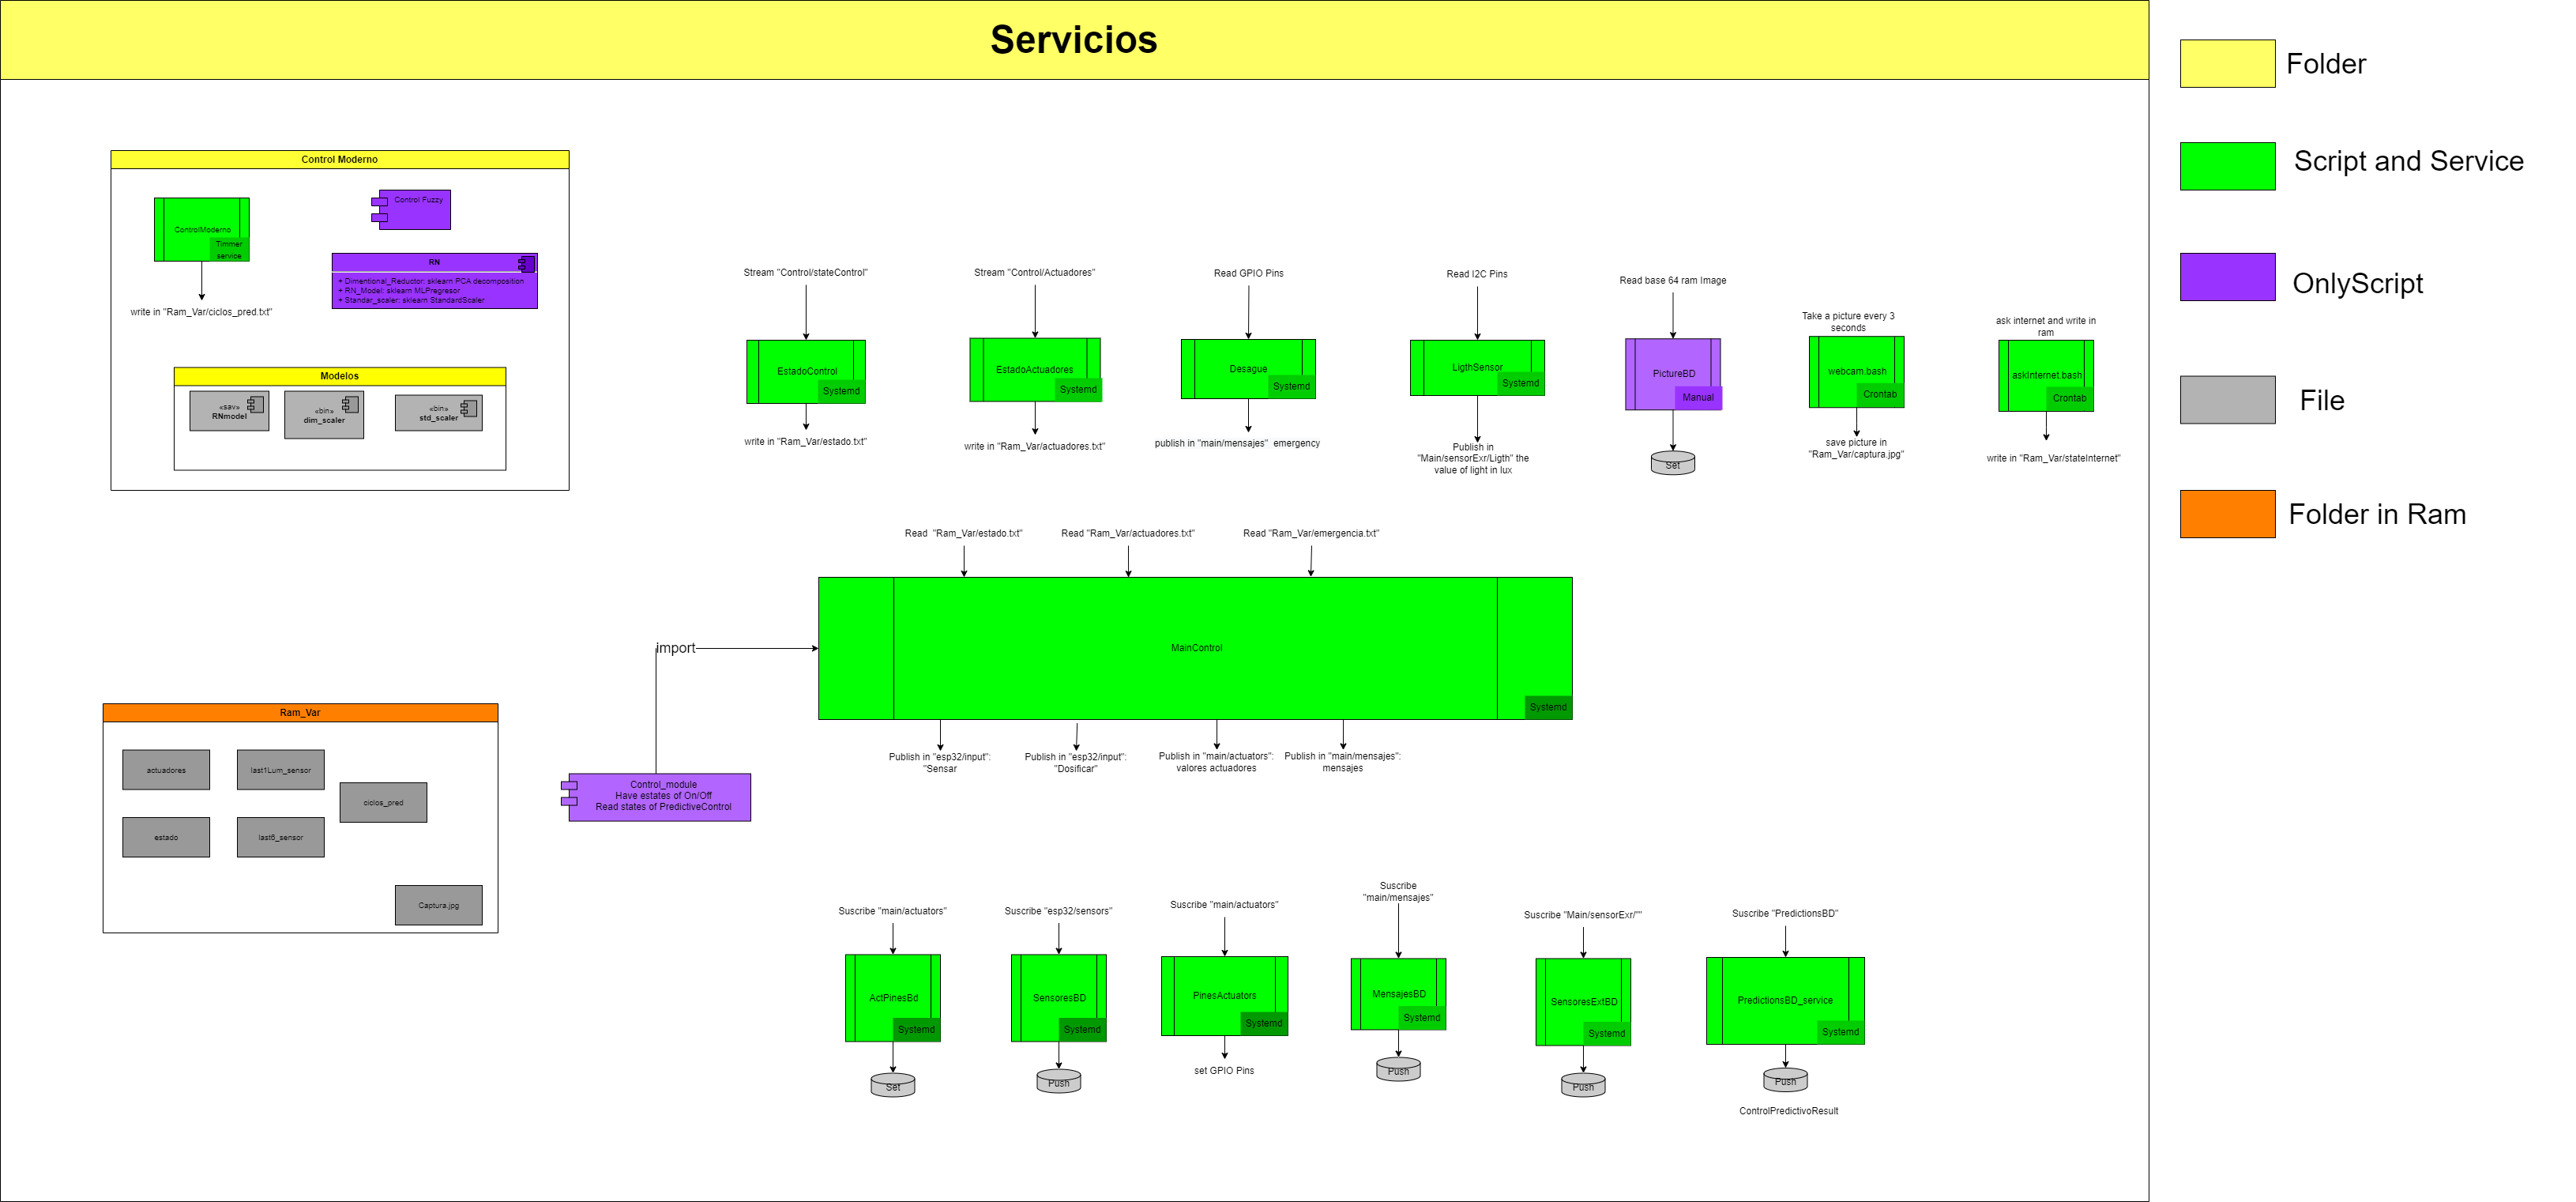 Servicios
Folder
Script and Service
OnlyScript
File
Folder in Ram
Control Moderno
ControlModerno
Timmer
service
write in "Ram_Var/ciclos_pred.txt"
Control Fuzzy
RN
+ Dimentional_Reductor: sklearn PCA decomposition
+ RN_Model: sklearn MLPregresor
+ Standar_scaler: sklearn StandardScaler
Modelos
«sav»
RNmodel
«bin»
dim_scaler
«bin»
std_scaler
Stream "Control/stateControl"
EstadoControl
Systemd
write in "Ram_Var/estado.txt"
Stream "Control/Actuadores"
EstadoActuadores
Systemd
write in "Ram_Var/actuadores.txt"
Read GPIO Pins
Desague
Systemd
publish in "main/mensajes"  emergency
Read I2C Pins
LigthSensor
Systemd
Publish in
"Main/sensorExr/Ligth" the
value of light in lux
Read base 64 ram Image
PictureBD
Manual
Set
Take a picture every 3
seconds
webcam.bash
Crontab
save picture in
"Ram_Var/captura.jpg"
ask internet and write in
ram
askInternet.bash
Crontab
write in "Ram_Var/stateInternet"
Read  "Ram_Var/estado.txt"
Read "Ram_Var/actuadores.txt"
Read "Ram_Var/emergencia.txt"
import
MainControl
Systemd
Publish in "esp32/input":
"Sensar
Publish in "esp32/input":
"Dosificar"
Publish in "main/actuators":
valores actuadores
Publish in "main/mensajes":
mensajes
Control_module
Have estates of On/Off
Read states of PredictiveControl
Ram_Var
actuadores
last1Lum_sensor
ciclos_pred
estado
last6_sensor
Captura.jpg
Suscribe "main/actuators"
ActPinesBd
Systemd
Set
Suscribe "esp32/sensors"
SensoresBD
Systemd
Push
Suscribe "main/actuators"
PinesActuators
Systemd
set GPIO Pins
Suscribe
"main/mensajes"
MensajesBD
Systemd
Push
Suscribe "Main/sensorExr/""
SensoresExtBD
Systemd
Push
Suscribe "PredictionsBD"
PredictionsBD_service
Systemd
Push
ControlPredictivoResult